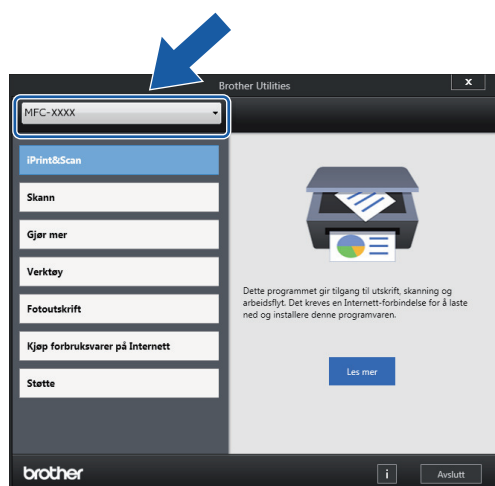 Brother Utilities
x
MFC-XXXX
iPrint&Scan
Skann
Gjør mer
Verktøy
Fotoutskrift
Kjøp forbruksvarer på Internett
Støtte
Dette programmet gir tilgang til utskrift, skanning og
arbeidsflyt. Det kreves en Internett-forbindelse for å laste
ned og installere denne programvaren.
Les mer
brother
i
Avslutt